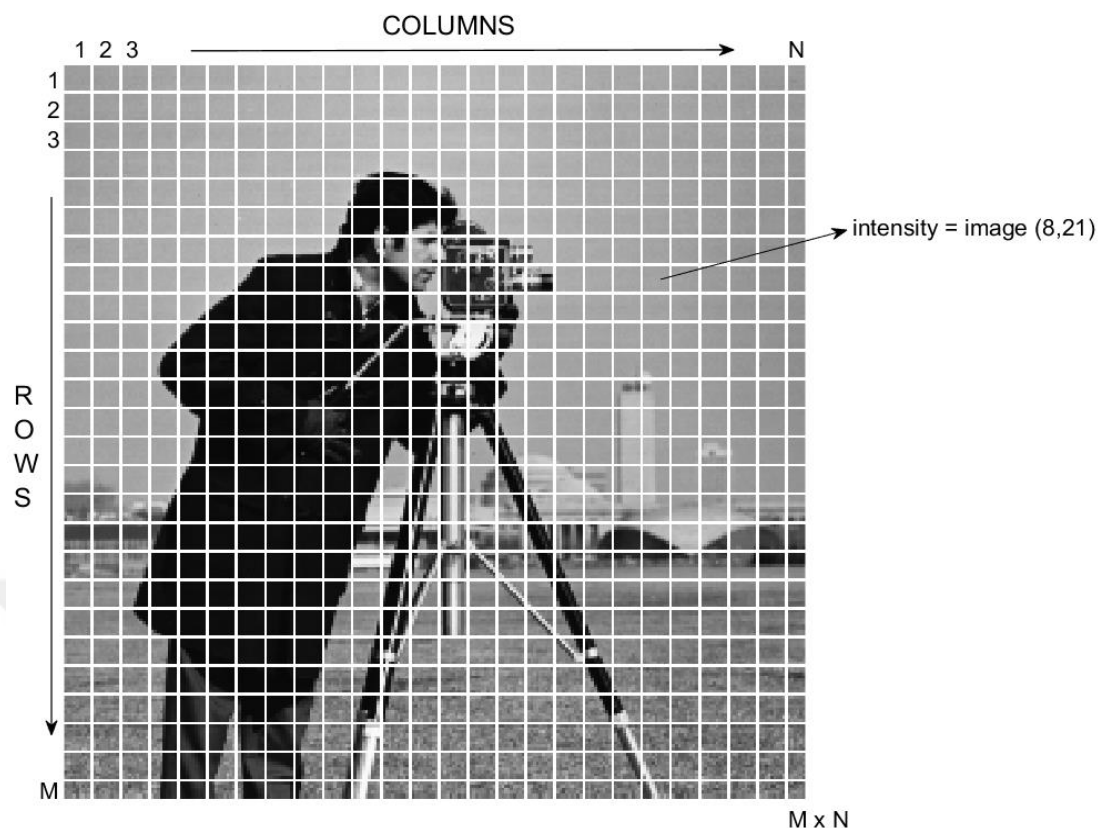 COLUMNS
1 2 3 N
1
2
3
intensity = image (8,21)
R
O
W
S
M
M x N